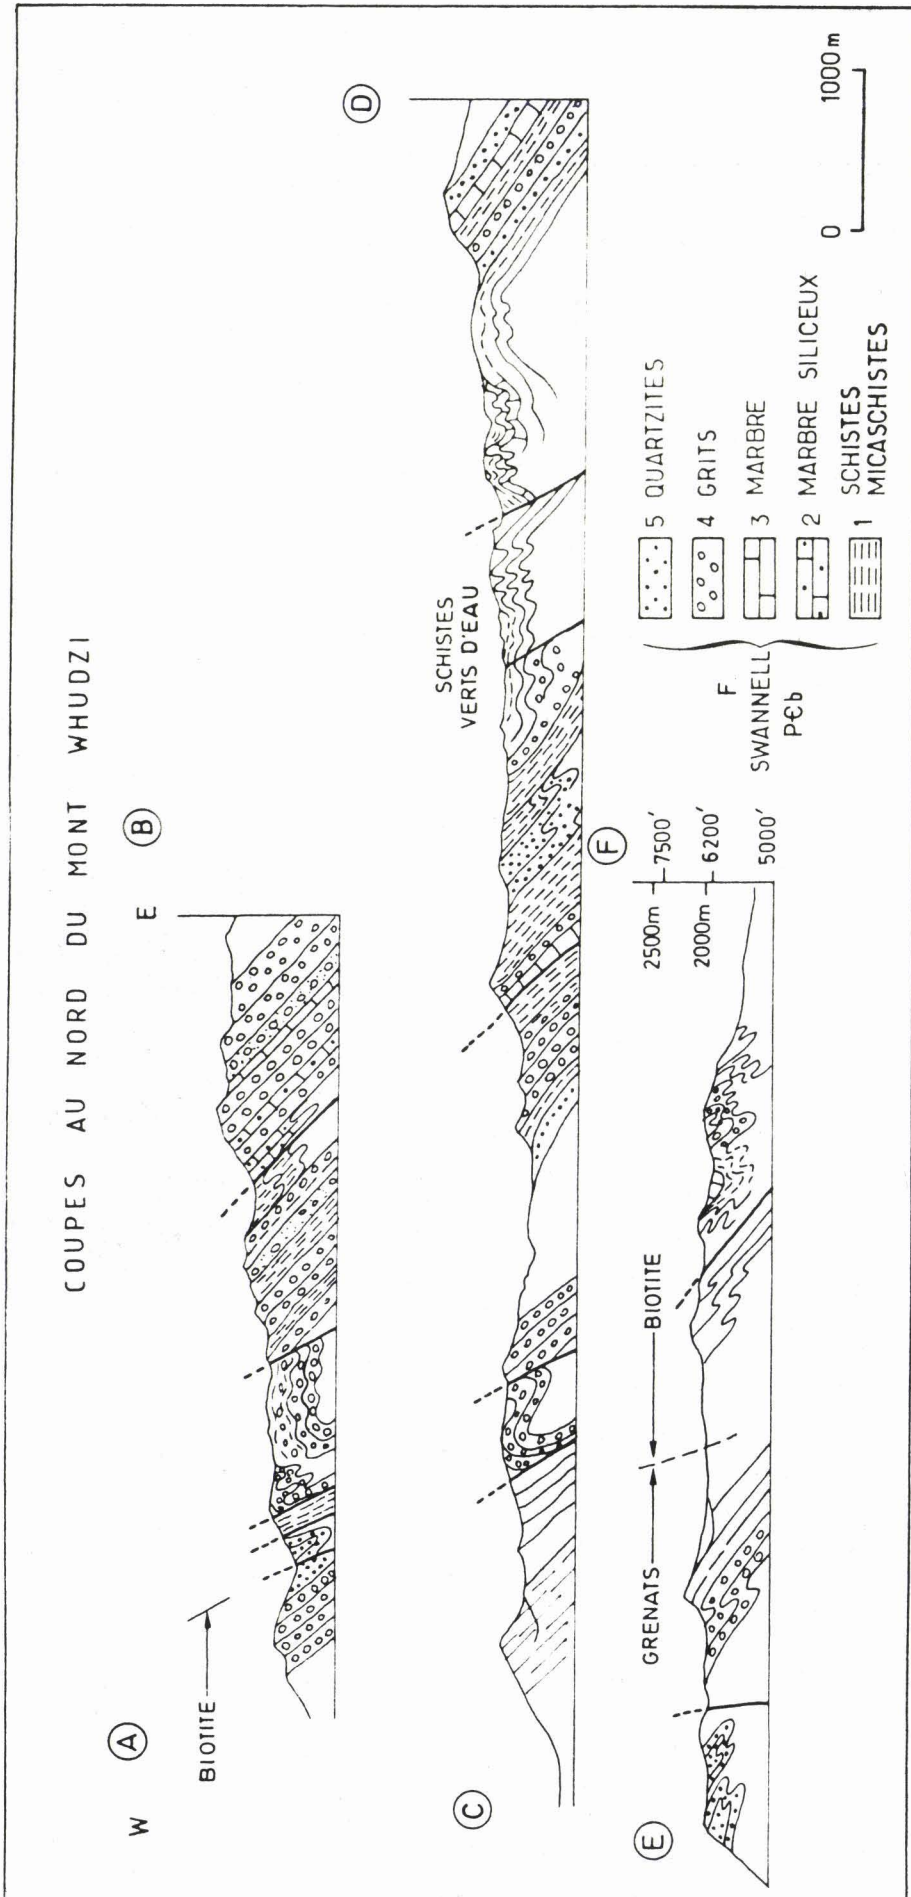 COUPES AU NORD DU MONT WHUDZI
W
A
E
B
BIOTITE
C
D
SCHISTES
VERTS D'EAU
E
F
GRENATS
BIOTITE
2500m
7500'
2000m
6200'
5000'
F
SWANNELL
P€b
5 QUARTZITES
4 GRITS
3 MARBRE
2 MARBRE SILICEUX
1 SCHISTES
MICASCHISTES
0
1000m